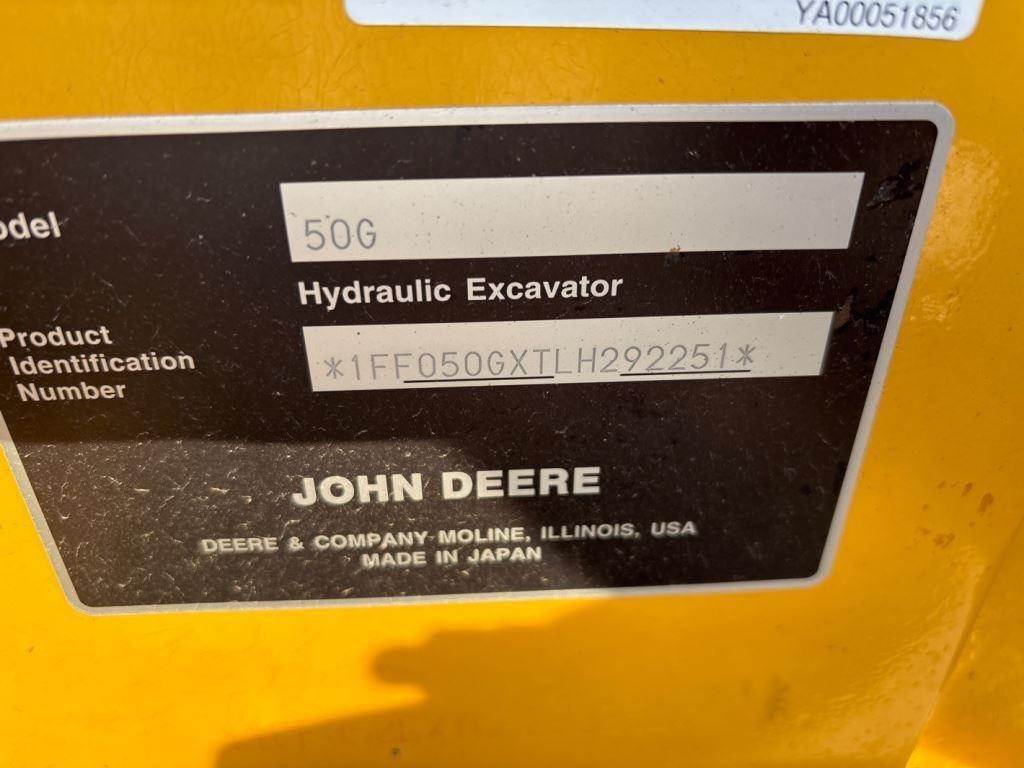 YA00051856
odel
50G
Hydraulic Excavator
Product
Identification
Number
*1FF050GXTLH292251*
JOHN DEERE
DEERE & COMPANY MOLINE, ILLINOIS, USA
MADE IN JAPAN